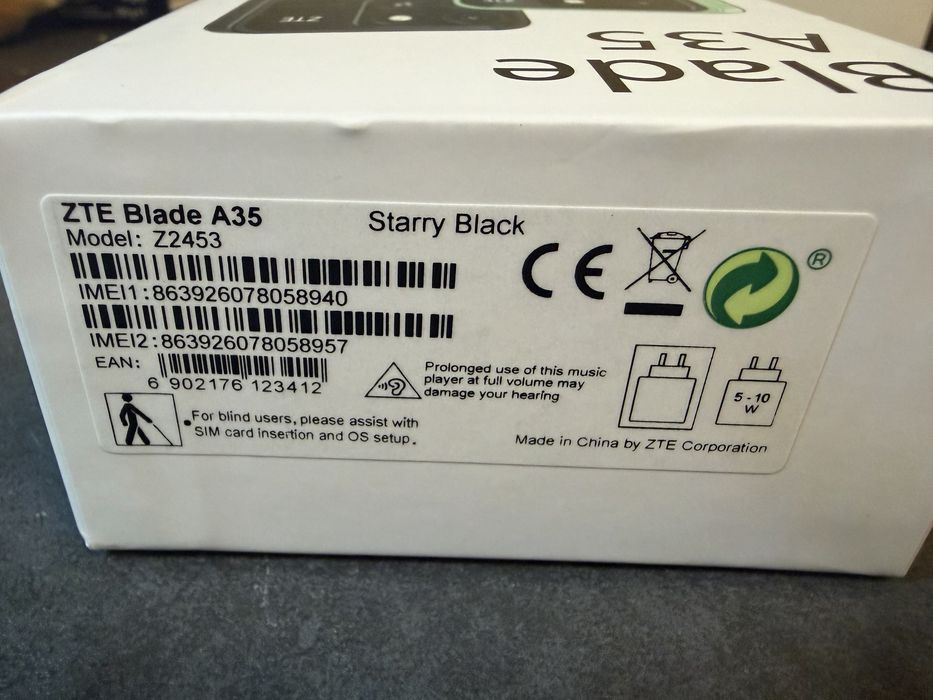 ZTE
Blade
A35
ZTE Blade A35
Starry Black
Model: Z2453
IMEI1:863926078058940
IMEI2:863926078058957
EAN:
6 902176 123412
CE
®
Prolonged use of this music
player at full volume may
damage your hearing
5 - 10
W
For blind users, please assist with
SIM card insertion and OS setup.
Made in China by ZTE Corporation